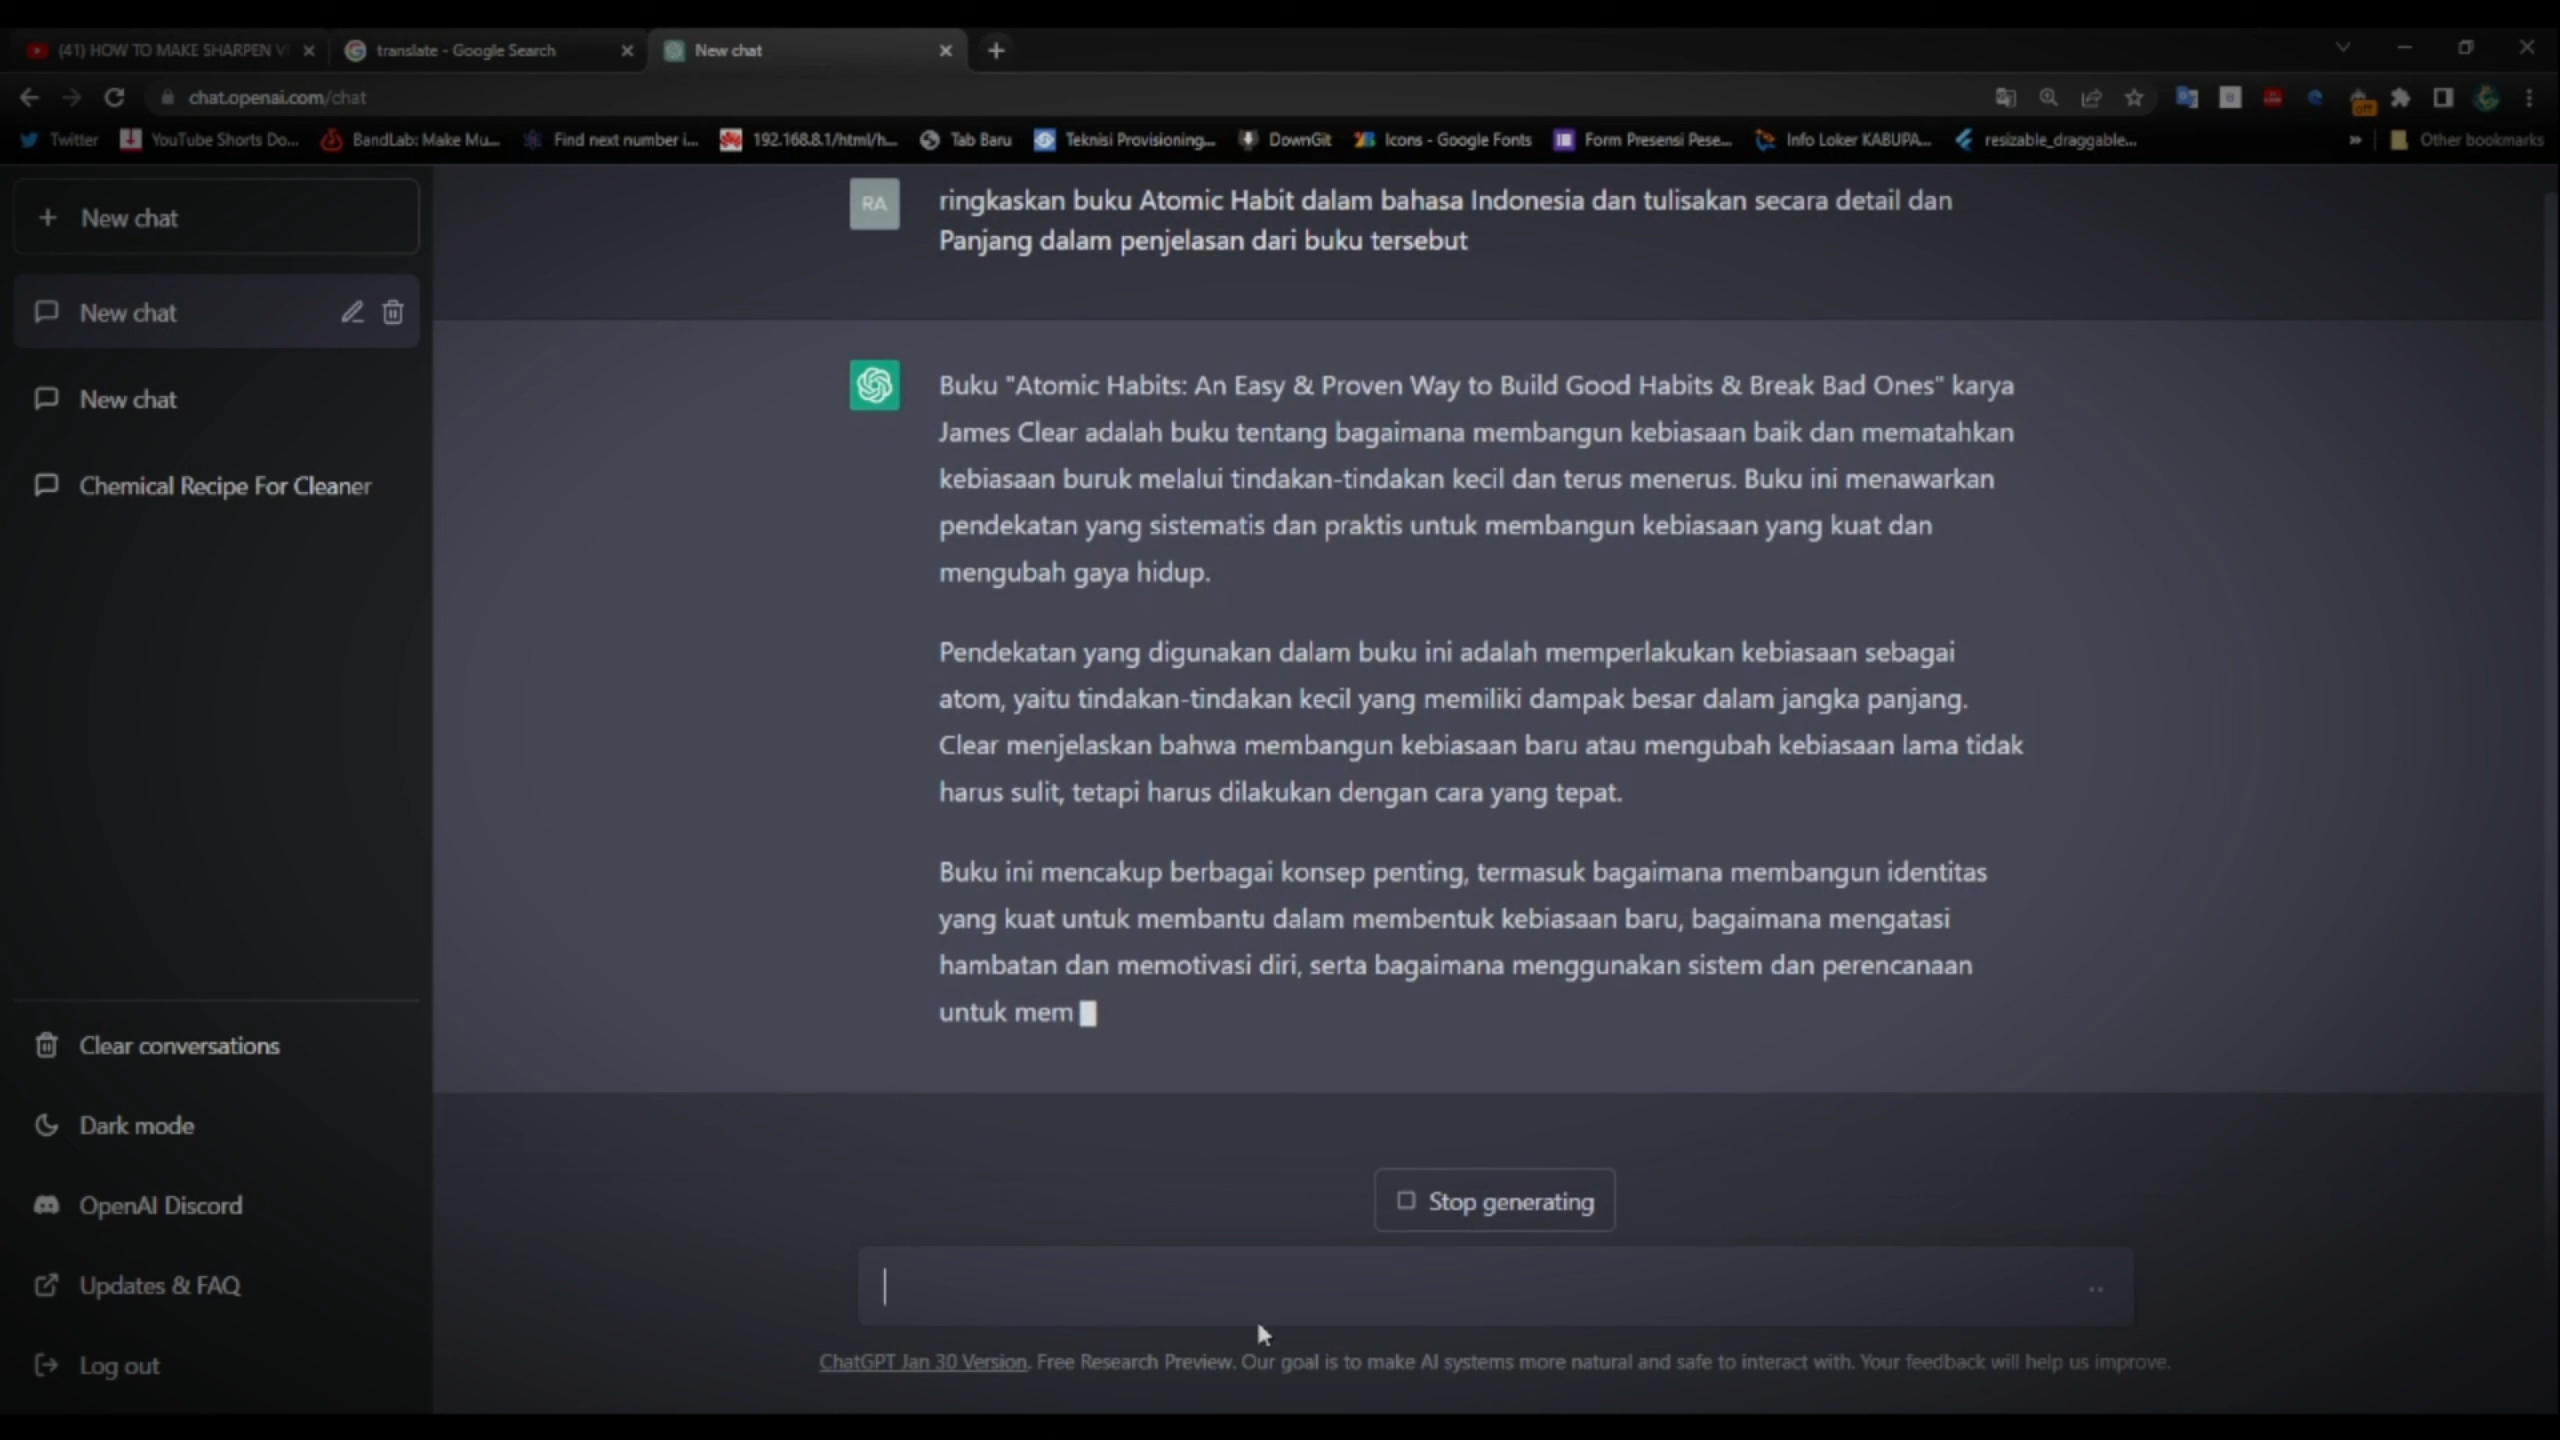 (41) HOW TO MAKE SHARPEN V
translate - Google Search
New chat
chat.openai.com/chat
off
Twitter
YouTube Shorts Do...
BandLab: Make Mu...
Find next number i...
192.168.8.1/html/h...
Tab Baru
Teknisi Provisioning...
DownGit
Icons - Google Fonts
Form Presensi Pese...
Info Loker KABUPA...
resizable_draggable...
Other bookmarks
New chat
New chat
New chat
Chemical Recipe For Cleaner
Clear conversations
Dark mode
OpenAI Discord
Updates & FAQ
Log out
RA
ringkaskan buku Atomic Habit dalam bahasa Indonesia dan tulisakan secara detail dan
Panjang dalam penjelasan dari buku tersebut
Buku "Atomic Habits: An Easy & Proven Way to Build Good Habits & Break Bad Ones" karya
James Clear adalah buku tentang bagaimana membangun kebiasaan baik dan mematahkan
kebiasaan buruk melalui tindakan-tindakan kecil dan terus menerus. Buku ini menawarkan
pendekatan yang sistematis dan praktis untuk membangun kebiasaan yang kuat dan
mengubah gaya hidup.
Pendekatan yang digunakan dalam buku ini adalah memperlakukan kebiasaan sebagai
atom, yaitu tindakan-tindakan kecil yang memiliki dampak besar dalam jangka panjang.
Clear menjelaskan bahwa membangun kebiasaan baru atau mengubah kebiasaan lama tidak
harus sulit, tetapi harus dilakukan dengan cara yang tepat.
Buku ini mencakup berbagai konsep penting, termasuk bagaimana membangun identitas
yang kuat untuk membantu dalam membentuk kebiasaan baru, bagaimana mengatasi
hambatan dan memotivasi diri, serta bagaimana menggunakan sistem dan perencanaan
untuk mem
Stop generating
ChatGPT Jan 30 Version. Free Research Preview. Our goal is to make AI systems more natural and safe to interact with. Your feedback will help us improve.